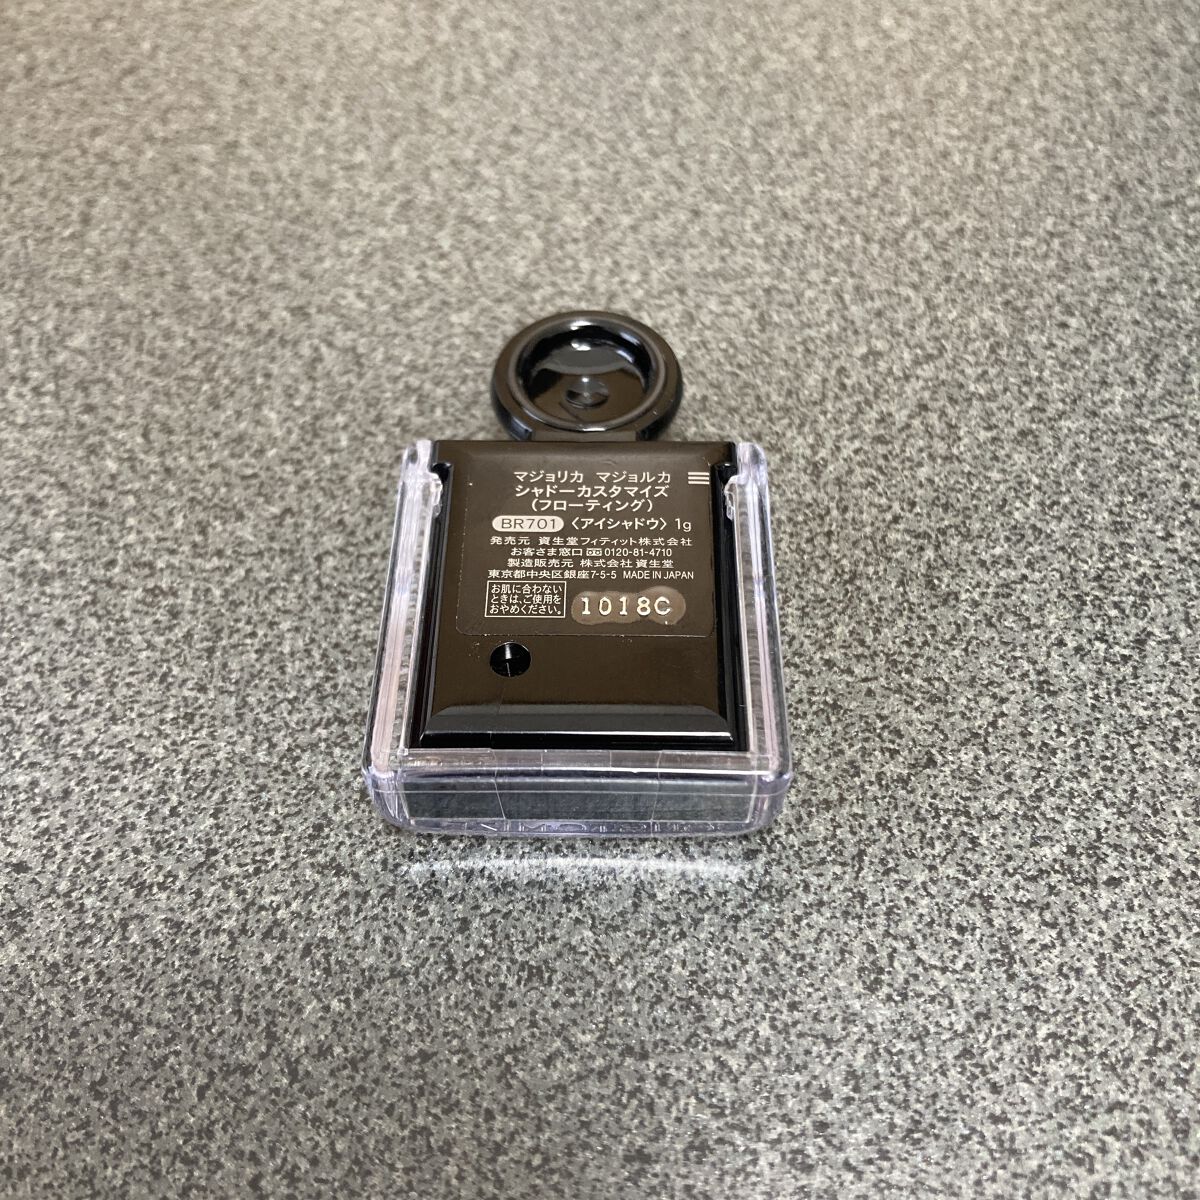 マジョリカ マジョルカ
シャドーカスタマイズ
(フローティング)
BR701 〈アイシャドウ〉 1g
発売元 資生堂フィティット株式会社
お客さま窓口 0120-81-4710
製造販売元 株式会社 資生堂
東京都中央区銀座7-5-5 MADE IN JAPAN
お肌に合わない
ときは、ご使用を
おやめください。
1018C